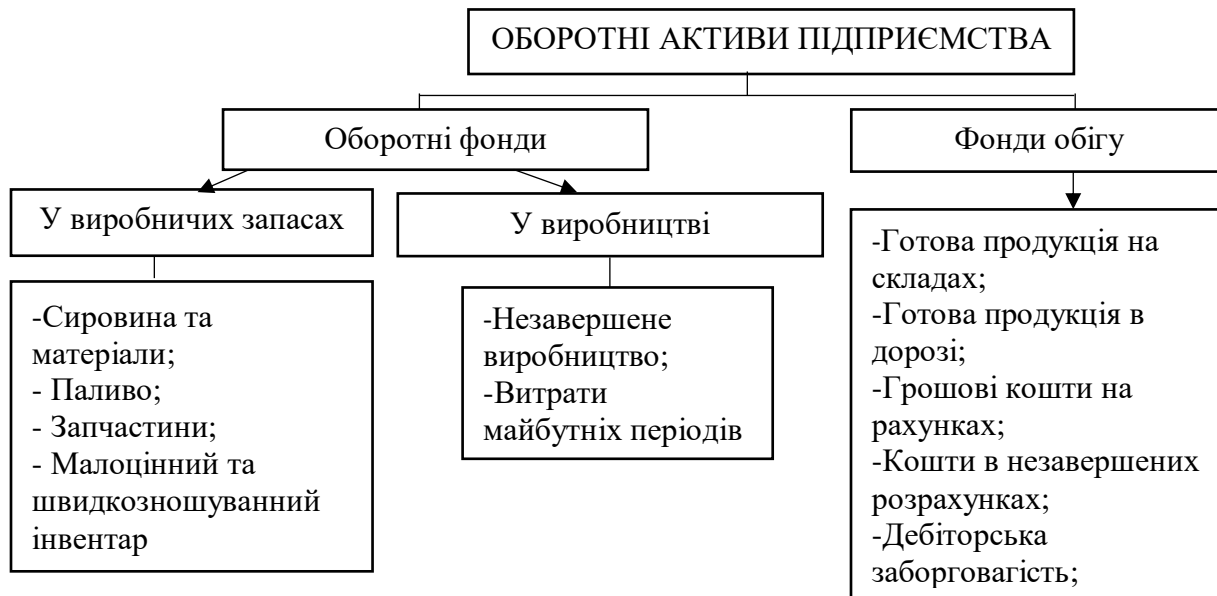 ОБОРОТНІ АКТИВИ ПІДПРИЄМСТВА
Оборотні фонди
Фонди обігу
У виробничих запасах
У виробництві
-Сировина та
матеріали;
- Паливо;
- Запчастини;
- Малоцінний та
швидкозношуванний
інвентар
-Незавершене
виробництво;
-Витрати
майбутніх періодів
-Готова продукція на
складах;
-Готова продукція в
дорозі;
-Грошові кошти на
рахунках;
-Кошти в незавершених
розрахунках;
-Дебіторська
заборговагість;